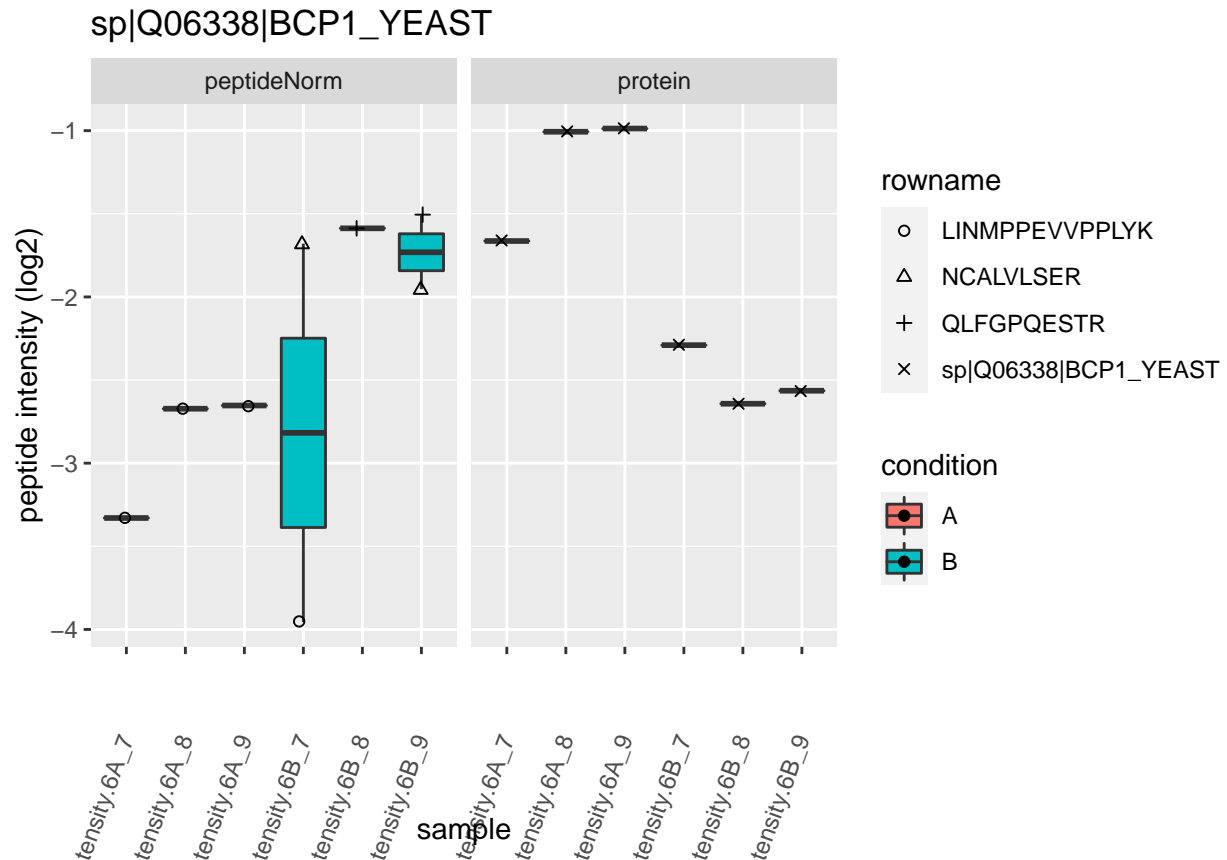 sp|Q06338|BCP1_YEAST
peptideNorm
protein
peptide intensity (log2)
−1
−2
−3
−4
tensity.6A_7
tensity.6A_8
tensity.6A_9
tensity.6B_7
tensity.6B_8
tensity.6B_9
tensity.6A_7
tensity.6A_8
tensity.6A_9
tensity.6B_7
tensity.6B_8
tensity.6B_9
sample
rowname
LINMPPEVVPPLYK
NCALVLSER
QLFGPQESTR
sp|Q06338|BCP1_YEAST
condition
A
B